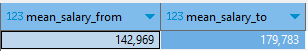 123 mean_salary_from 123 mean_salary_to
142,969 179,783